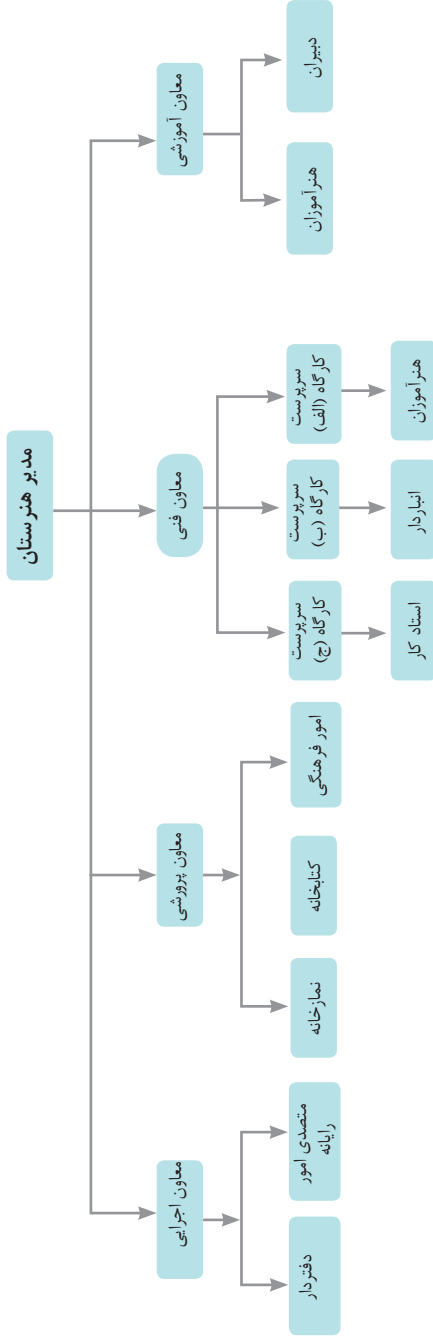 مدیر هنرستان
معاون آموزشی
معاون فنی
معاون پرورشی
معاون اجرایی
دبیران
هنرآموزان
سرپرست
کارگاه (الف)
سرپرست
کارگاه (ب)
سرپرست
کارگاه (ج)
امور فرهنگی
کتابخانه
نمازخانه
متصدی امور
رایانه
دفتردار
هنرآموزان
انباردار
استاد کار